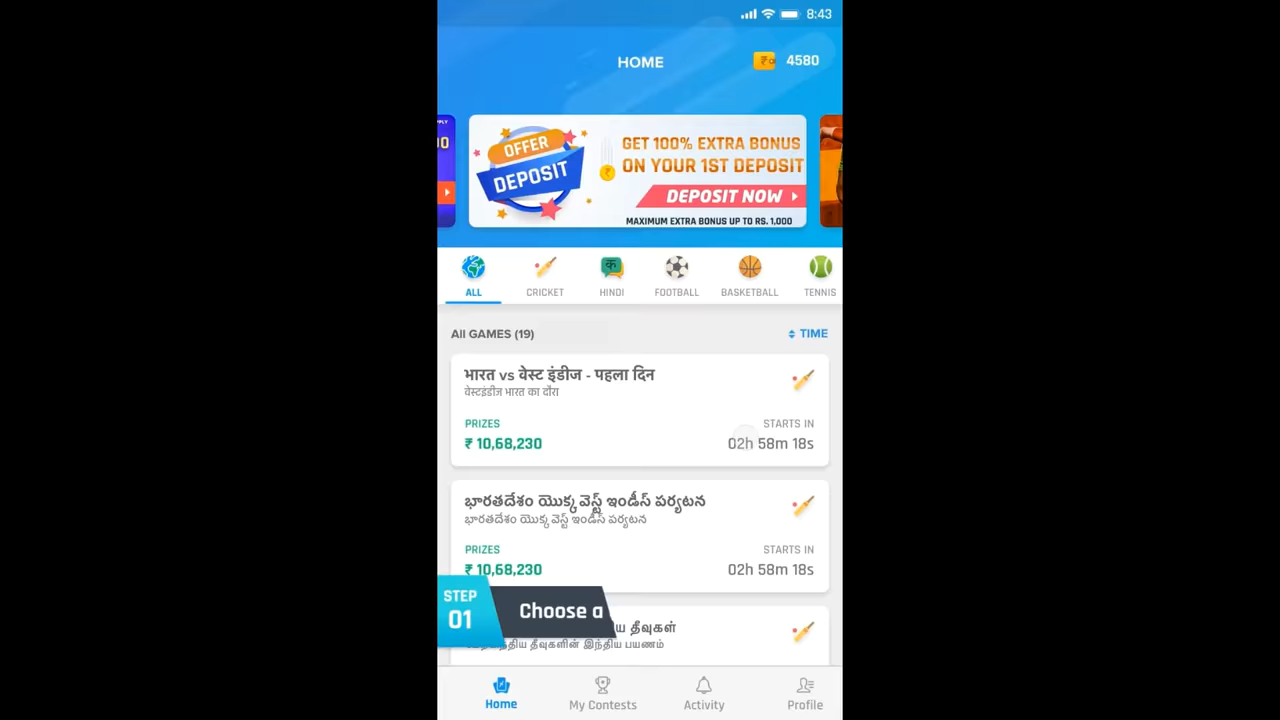 8:43
HOME
4580
PLY
00
OFFER
DEPOSIT
GET 100% EXTRA BONUS
ON YOUR 1ST DEPOSIT
DEPOSIT NOW
MAXIMUM EXTRA BONUS UP TO RS. 1,000
ALL
CRICKET
HINDI
FOOTBALL
BASKETBALL
TENNIS
All GAMES (19)
TIME
भारत vs वेस्ट इंडीज - पहला दिन
वेस्टइंडीज भारत का दौरा
PRIZES
STARTS IN
₹ 10,68,230
02h 58m 18s
భారతదేశం యొక్క వెస్ట్ ఇండీస్ పర్యటన
భారతదేశం యొక్క వెస్ట్ ఇండీస్ పర్యటన
PRIZES
STARTS IN
₹ 10,68,230
02h 58m 18s
STEP
01
Choose a
ய தீவுகள்
தீவுகளின் இந்திய பயணம்
Home
My Contests
Activity
Profile